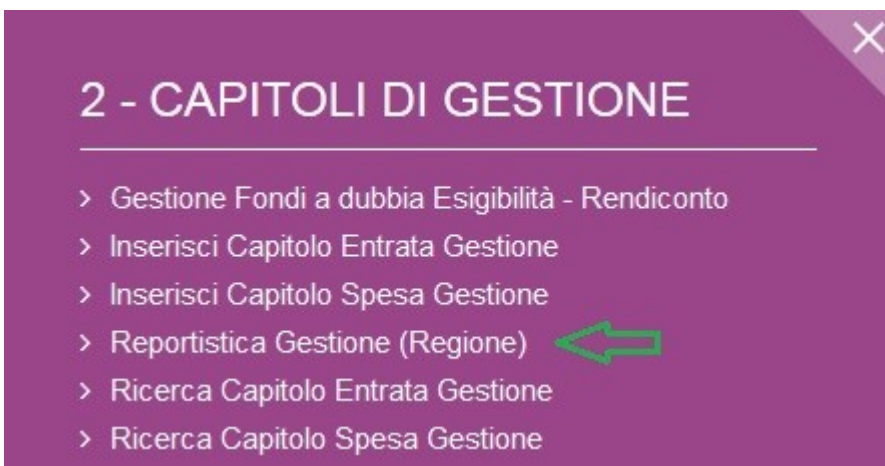 2 - CAPITOLI DI GESTIONE
> Gestione Fondi a dubbia Esigibilità - Rendiconto
> Inserisci Capitolo Entrata Gestione
> Inserisci Capitolo Spesa Gestione
> Reportistica Gestione (Regione)
> Ricerca Capitolo Entrata Gestione
> Ricerca Capitolo Spesa Gestione